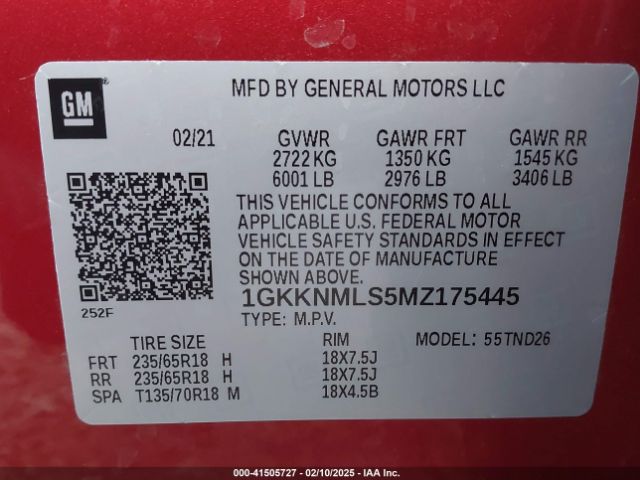 GM
MFD BY GENERAL MOTORS LLC
02/21 GVWR GAWR FRT GAWR RR
2722 KG 1350 KG 1545 KG
6001 LB 2976 LB 3406 LB
THIS VEHICLE CONFORMS TO ALL
APPLICABLE U.S. FEDERAL MOTOR
VEHICLE SAFETY STANDARDS IN EFFECT
ON THE DATE OF MANUFACTURE
SHOWN ABOVE.
1GKKNMLS5MZ175445
252F
TYPE: M.P.V.
TIRE SIZE RIM 55TND26
FRT 235/65R18 H 18X7.5J
RR 235/65R18 H 18X7.5J
SPA T135/70R18 M 18X4.5B
000-41505727 - 02/10/2025 - IAA Inc.